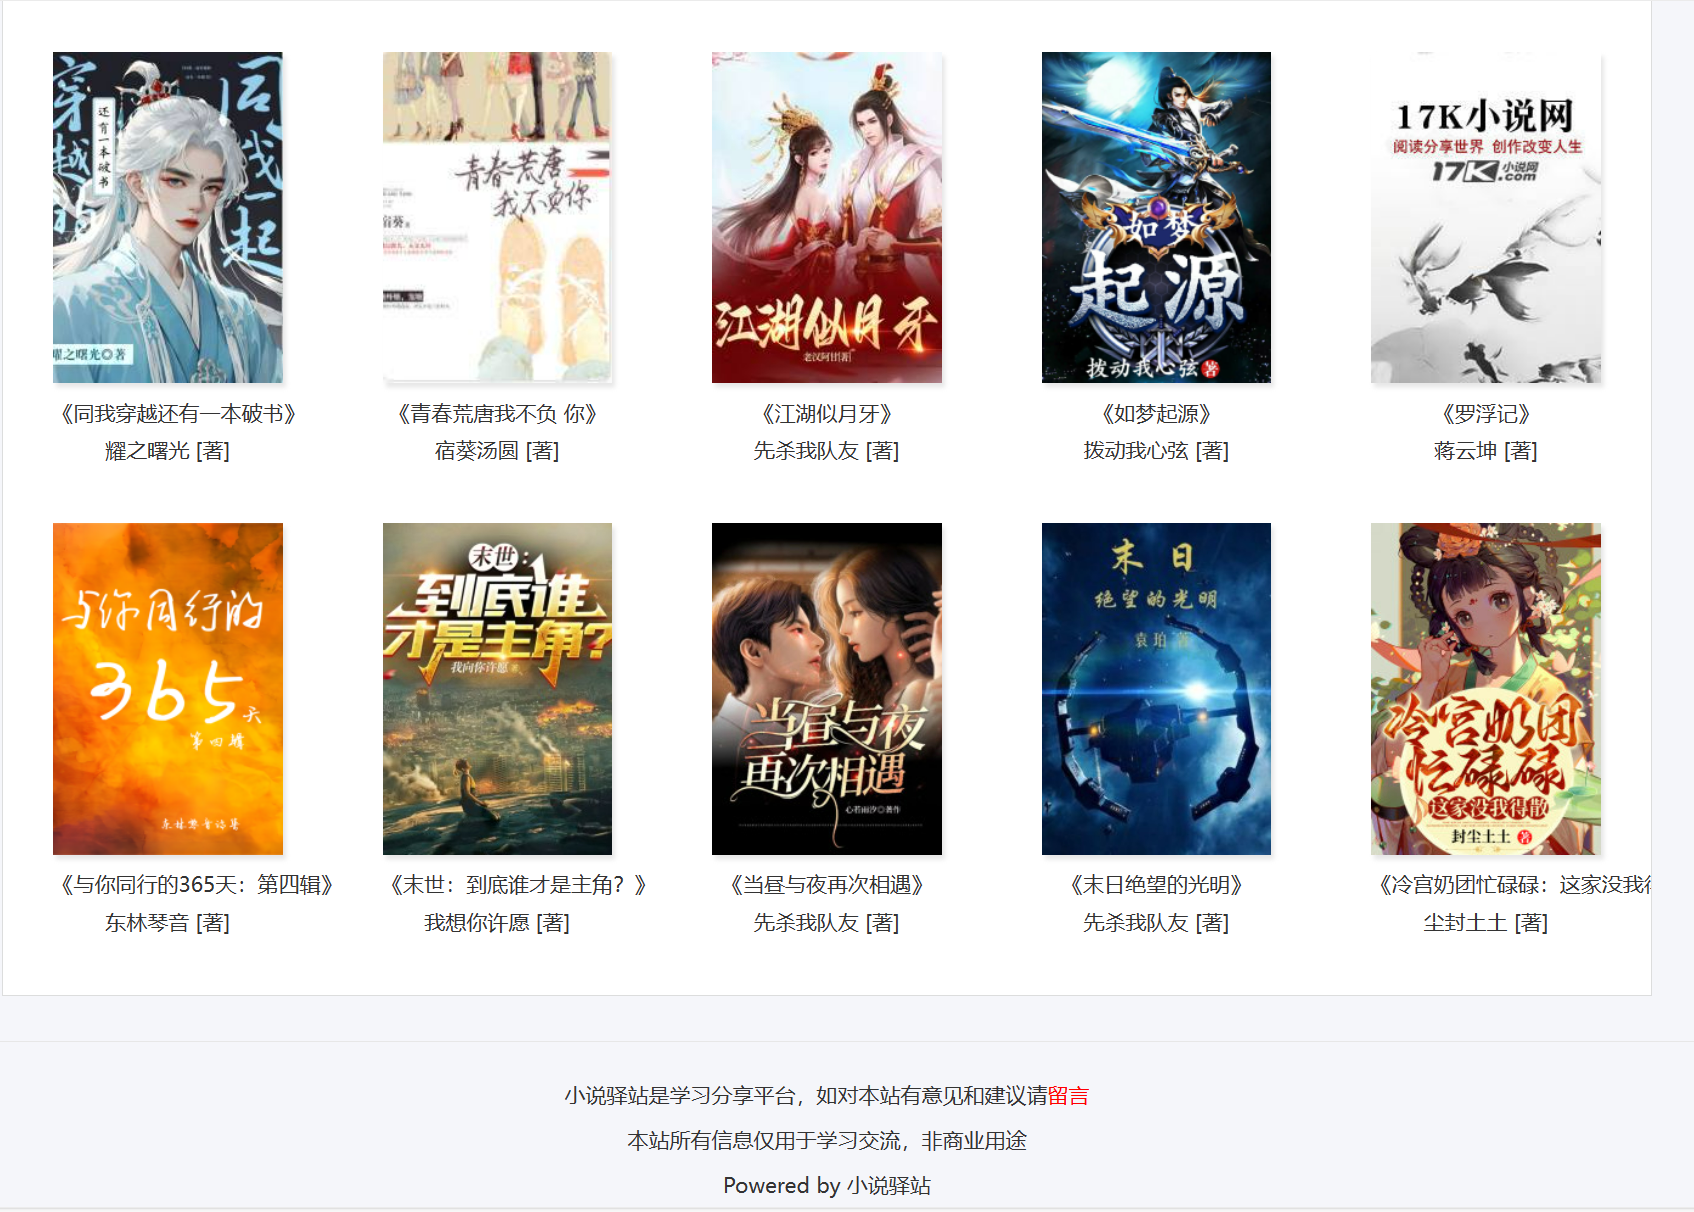 同我一起
穿越的
还有一本破书
耀之曙光◎著
青春荒唐
我不负你
宿葵
江湖似月牙
如梦
起源
拨动我心弦 著
17K小说网
阅读分享世界 创作改变人生
17K小说网
.com
《同我穿越还有一本破书》
《青春荒唐我不负 你》
《江湖似月牙》
《如梦起源》
《罗浮记》
耀之曙光 [著]
宿葵汤圆 [著]
先杀我队友 [著]
拨动我心弦 [著]
蒋云坤 [著]
与你同行的
365天
第四辑
末世：
到底谁
才是主角？
我向你许愿 著
当昼与夜
再次相遇
心若雨汐◎著作
末日
绝望的光明
袁珀 著
冷宫奶团
忙碌碌
这家没我得散
封尘土土 著
《与你同行的365天：第四辑》
《末世：到底谁才是主角？》
《当昼与夜再次相遇》
《末日绝望的光明》
《冷宫奶团忙碌碌：这家没我得
东林琴音 [著]
我想你许愿 [著]
先杀我队友 [著]
先杀我队友 [著]
尘封土土 [著]
小说驿站是学习分享平台，如对本站有意见和建议请留言
本站所有信息仅用于学习交流，非商业用途
Powered by 小说驿站